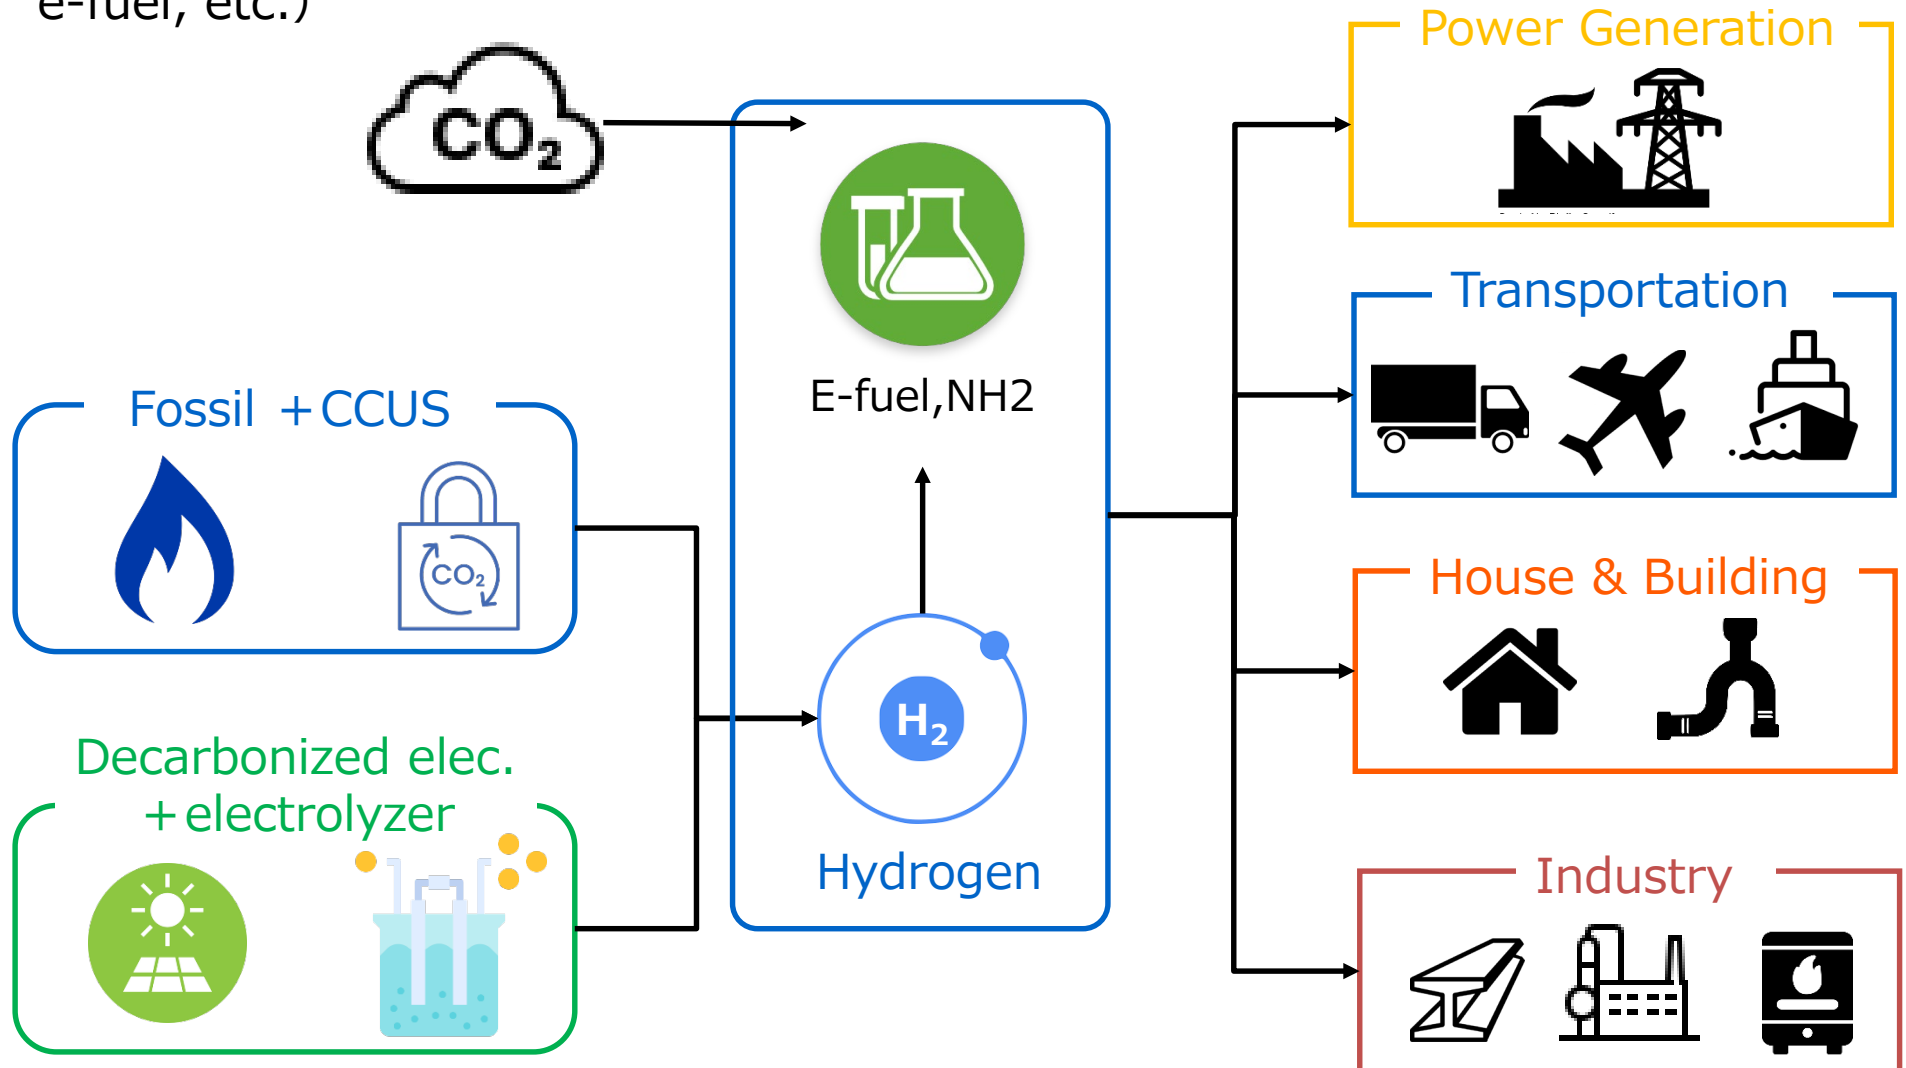 e-fuel, etc.)
CO₂
Power Generation
Transportation
E-fuel,NH2
Fossil +CCUS
CO₂
House & Building
H₂
Decarbonized elec.
+electrolyzer
Hydrogen
Industry